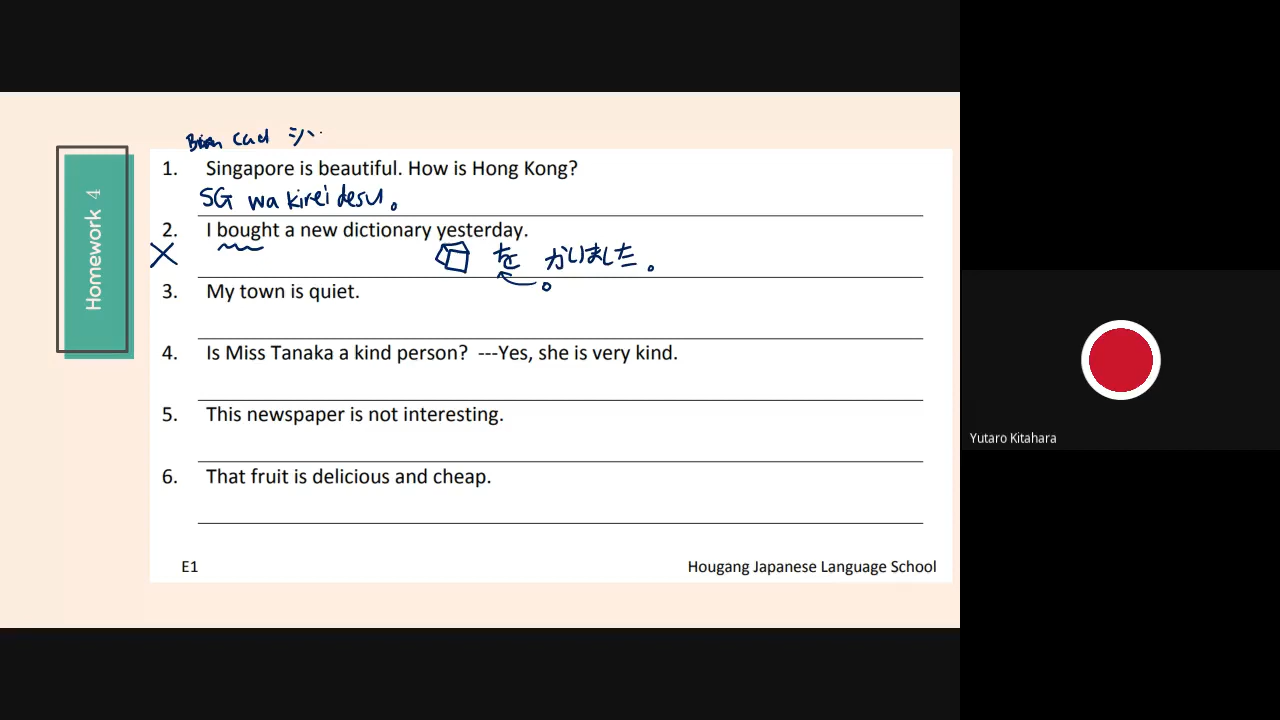 Homework 4
シハ
1. Singapore is beautiful. How is Hong Kong?
SG wa kirei desu.
2. I bought a new dictionary yesterday.
を かいました。
3. My town is quiet.
4. Is Miss Tanaka a kind person? ---Yes, she is very kind.
5. This newspaper is not interesting.
6. That fruit is delicious and cheap.
E1
Hougang Japanese Language School
Yutaro Kitahara